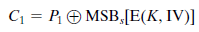 C₁ = P₁ ⊕ MSBₛ[E(K, IV)]